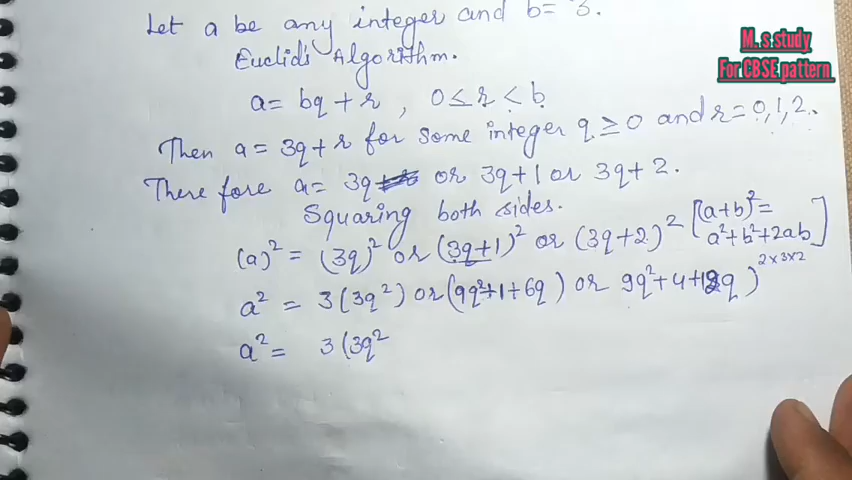 Let a be any integer and b= 3.
Euclid's Algorithm.
a= bq + r , 0 ≤ r < b
Then a = 3q + r for some integer q ≥ 0 and r = 0,1,2.
There fore a= 3q or 3q+1 or 3q+2.
Squaring both sides.
(a)² = (3q)² or (3q+1)² or (3q+2)² [(a+b)² = a²+b²+2ab]
a² = 3(3q²) or (9q²+1+6q) or 9q²+4+12q) 2×3×2
a² = 3(3q²
M. s study
For CBSE pattern.